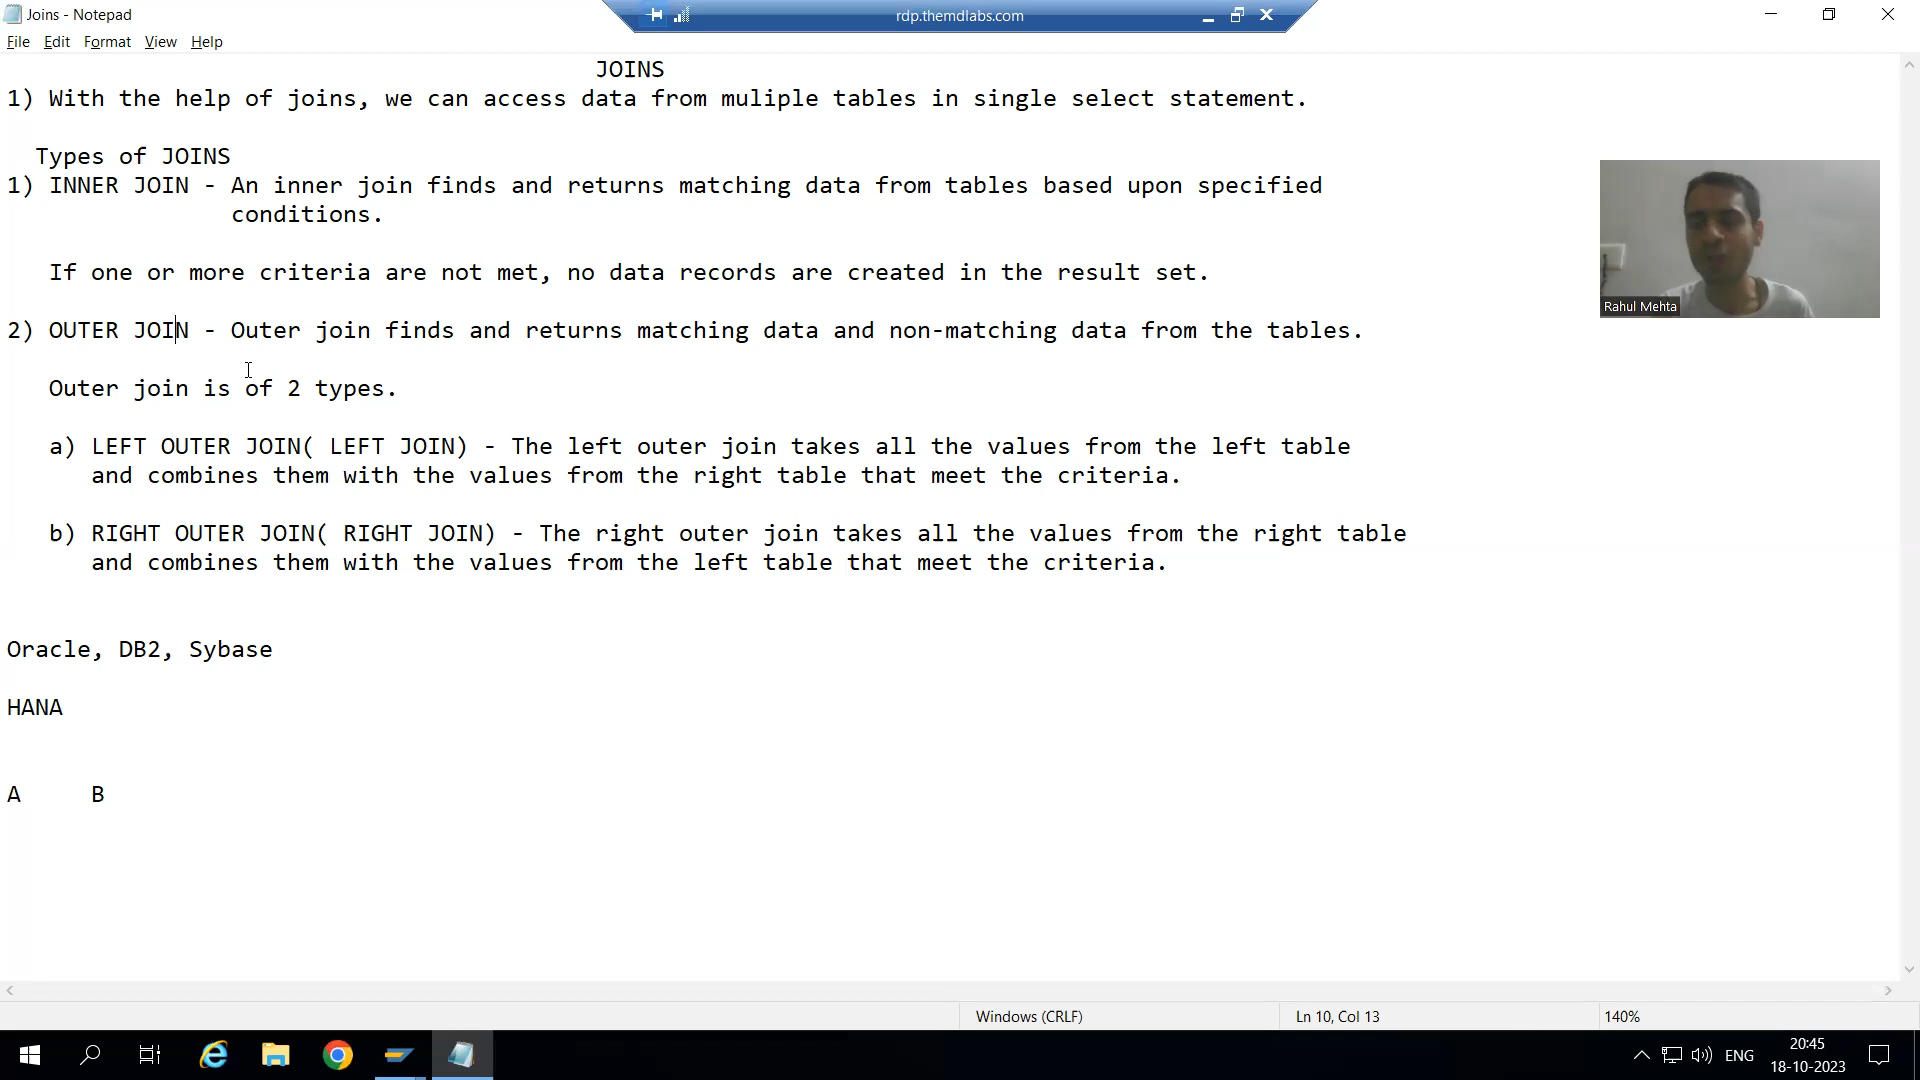 Joins - Notepad
rdp.themdlabs.com
File Edit Format View Help
JOINS
1) With the help of joins, we can access data from muliple tables in single select statement.
Types of JOINS
1) INNER JOIN - An inner join finds and returns matching data from tables based upon specified
conditions.
If one or more criteria are not met, no data records are created in the result set.
2) OUTER JOIN - Outer join finds and returns matching data and non-matching data from the tables.
Outer join is of 2 types.
a) LEFT OUTER JOIN( LEFT JOIN) - The left outer join takes all the values from the left table
and combines them with the values from the right table that meet the criteria.
b) RIGHT OUTER JOIN( RIGHT JOIN) - The right outer join takes all the values from the right table
and combines them with the values from the left table that meet the criteria.
Oracle, DB2, Sybase
HANA
A B
Rahul Mehta
Windows (CRLF) Ln 10, Col 13 140%
ENG
20:45
18-10-2023